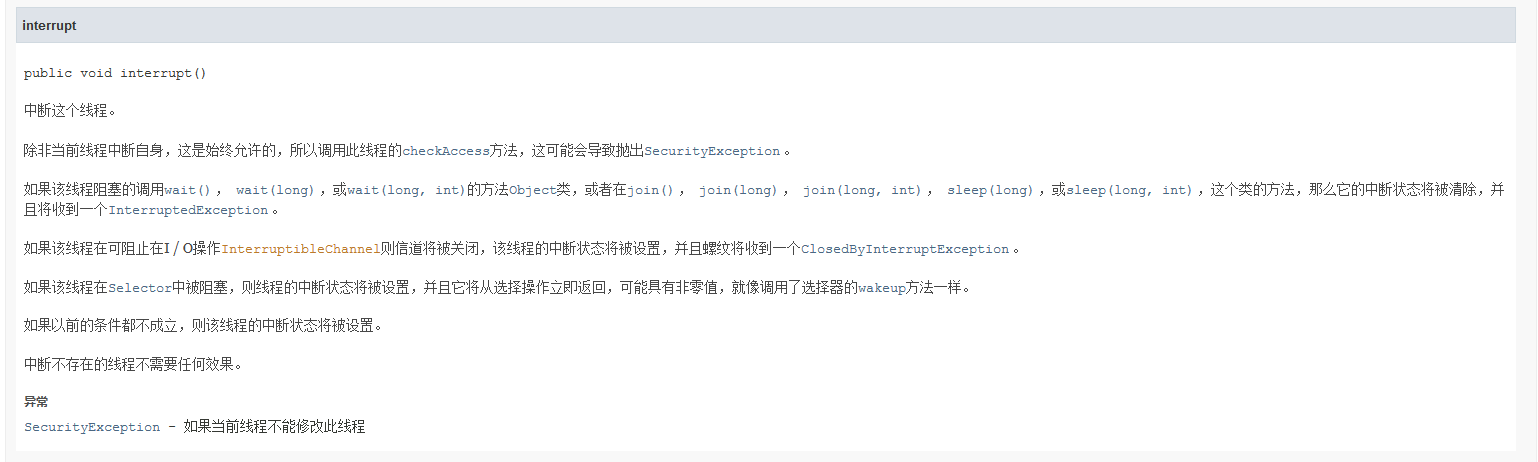 interrupt
public void interrupt()
中断这个线程。
除非当前线程中断自身，这是始终允许的，所以调用此线程的checkAccess方法，这可能会导致抛出SecurityException 。
如果该线程阻塞的调用wait() ， wait(long) ，或wait(long, int)的方法Object类，或者在join() ， join(long) ， join(long, int) ， sleep(long) ，或sleep(long, int) ，这个类的方法，那么它的中断状态将被清除，并
且将收到一个InterruptedException 。
如果该线程在可阻止在I / O操作InterruptibleChannel则信道将被关闭，该线程的中断状态将被设置，并且螺纹将收到一个ClosedByInterruptException 。
如果该线程在Selector中被阻塞，则线程的中断状态将被设置，并且它将从选择操作立即返回，可能具有非零值，就像调用了选择器的wakeup方法一样。
如果以前的条件都不成立，则该线程的中断状态将被设置。
中断不存在的线程不需要任何效果。
异常
SecurityException - 如果当前线程不能修改此线程